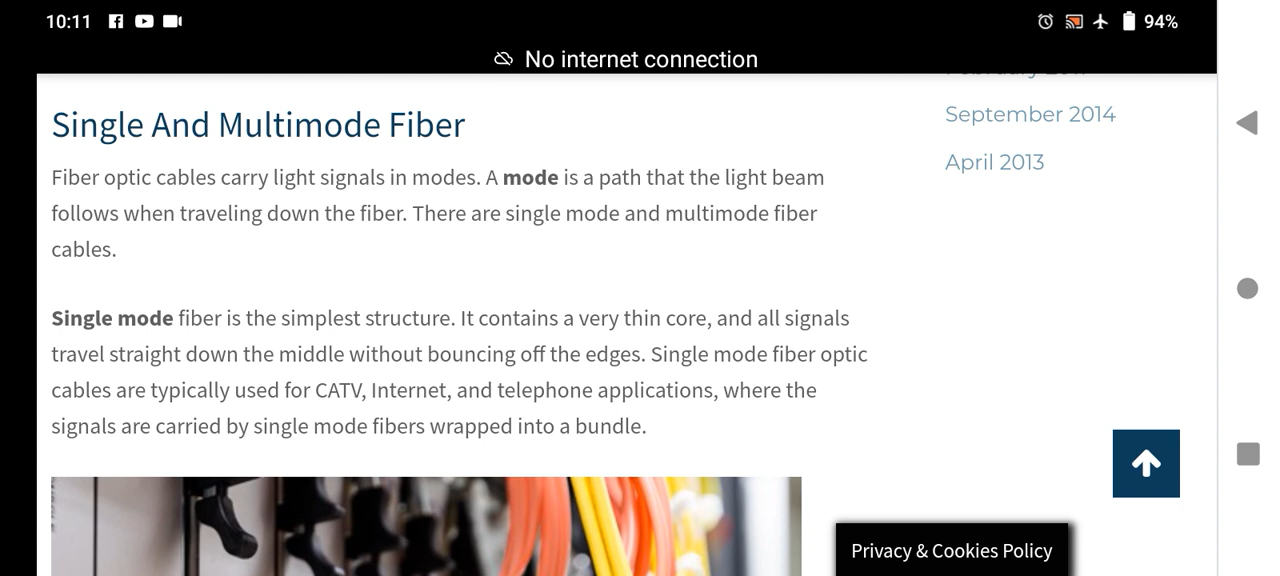 10:11
94%
No internet connection
Single And Multimode Fiber
Fiber optic cables carry light signals in modes. A mode is a path that the light beam
follows when traveling down the fiber. There are single mode and multimode fiber
cables.
Single mode fiber is the simplest structure. It contains a very thin core, and all signals
travel straight down the middle without bouncing off the edges. Single mode fiber optic
cables are typically used for CATV, Internet, and telephone applications, where the
signals are carried by single mode fibers wrapped into a bundle.
September 2014
April 2013
Privacy & Cookies Policy